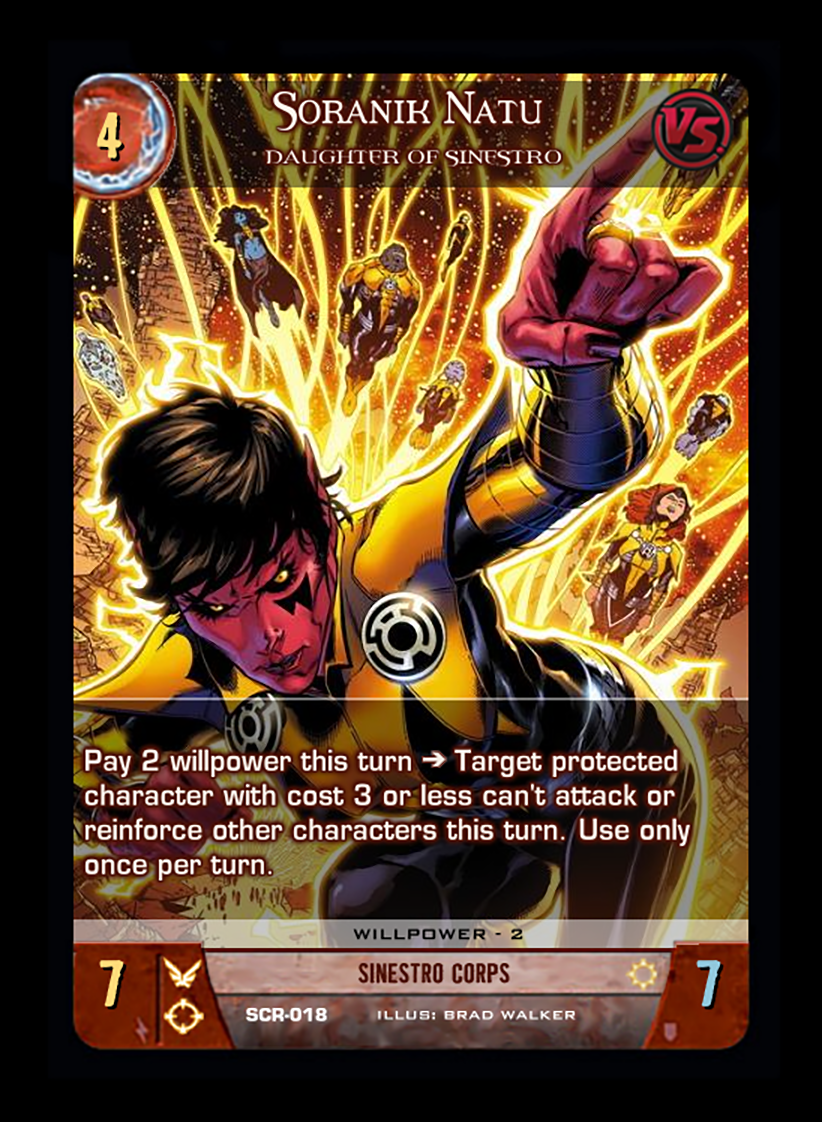 4
Soranik Natu
VS.
Daughter of Sinestro
Pay 2 willpower this turn ➔ Target protected
character with cost 3 or less can't attack or
reinforce other characters this turn. Use only
once per turn.
WILLPOWER - 2
7
SINESTRO CORPS
7
SCR-018 ILLUS: BRAD WALKER